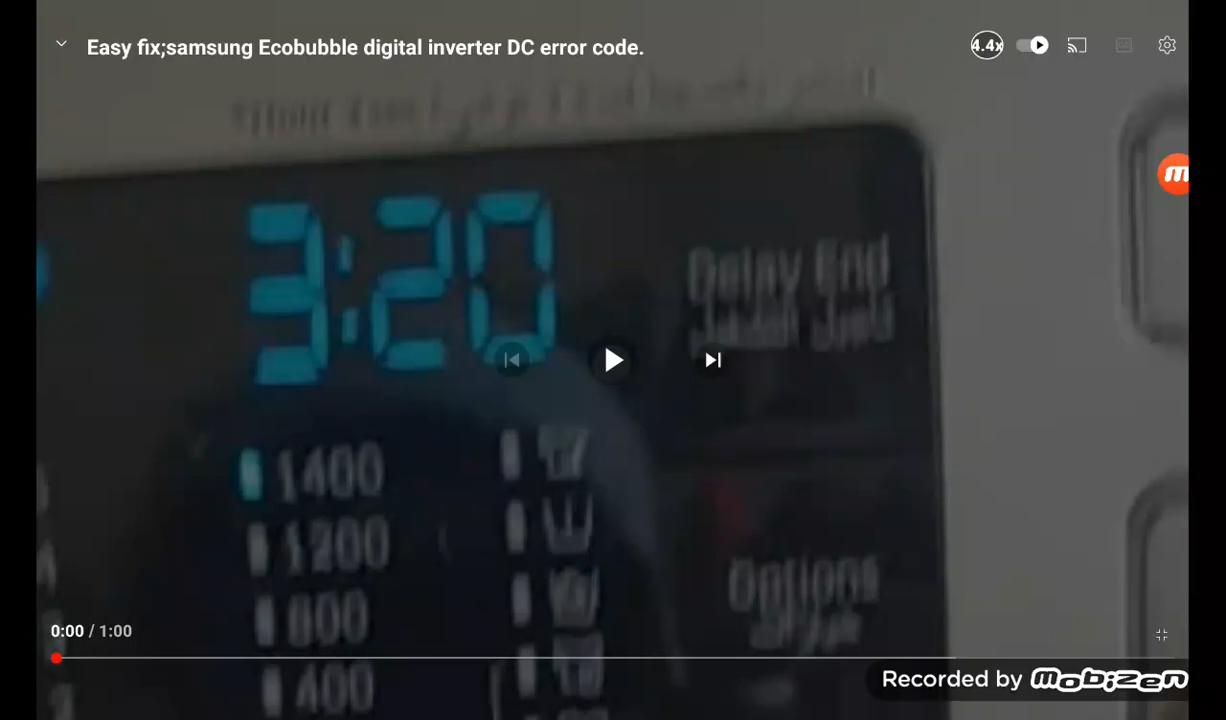 Easy fix;samsung Ecobubble digital inverter DC error code.
4.4x
3:20
Delay End
1400
1200
800
400
Options
0:00 / 1:00
Recorded by mobizen